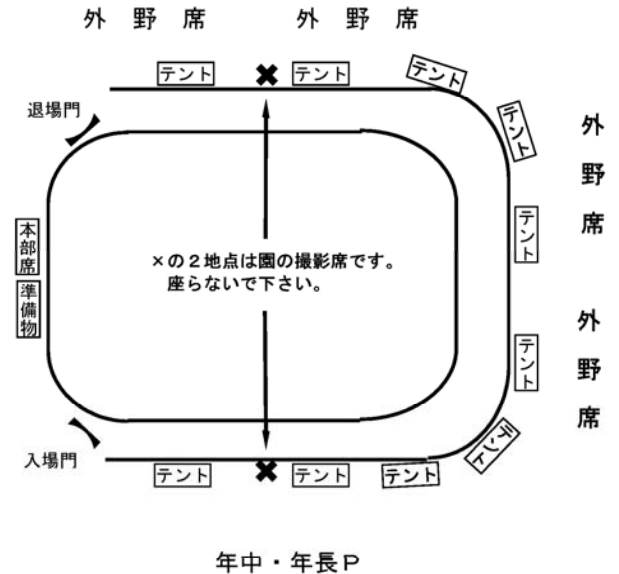 外野席 外野席
テント テント テント
退場門
テント
外野席
テント
本部席
準備物
×の２地点は園の撮影席です。
座らないで下さい。
外野席
テント
テント
入場門
テント テント テント
年中・年長Ｐ